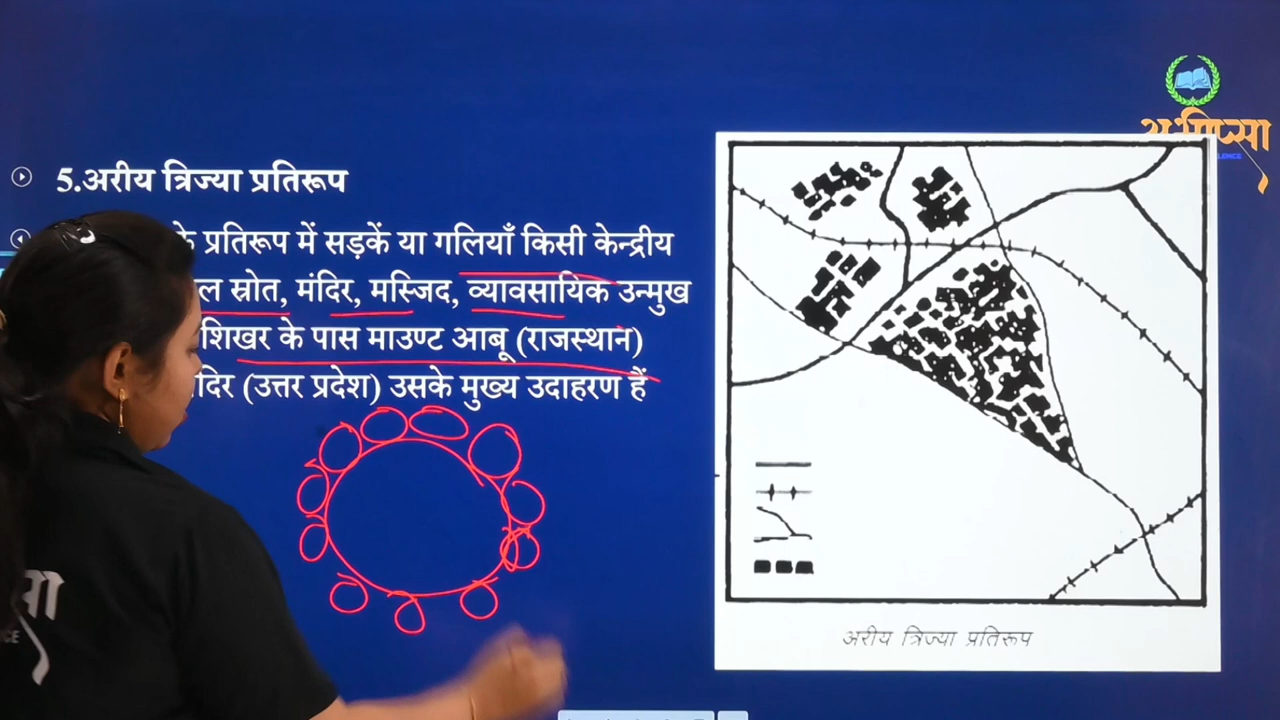 5.अरीय त्रिज्या प्रतिरूप
के प्रतिरूप में सड़कें या गलियाँ किसी केन्द्रीय
स्रोत, मंदिर, मस्जिद, व्यावसायिक उन्मुख
शिखर के पास माउण्ट आबू (राजस्थान)
(उत्तर प्रदेश) उसके मुख्य उदाहरण हैं
अरीय त्रिज्या प्रतिरूप